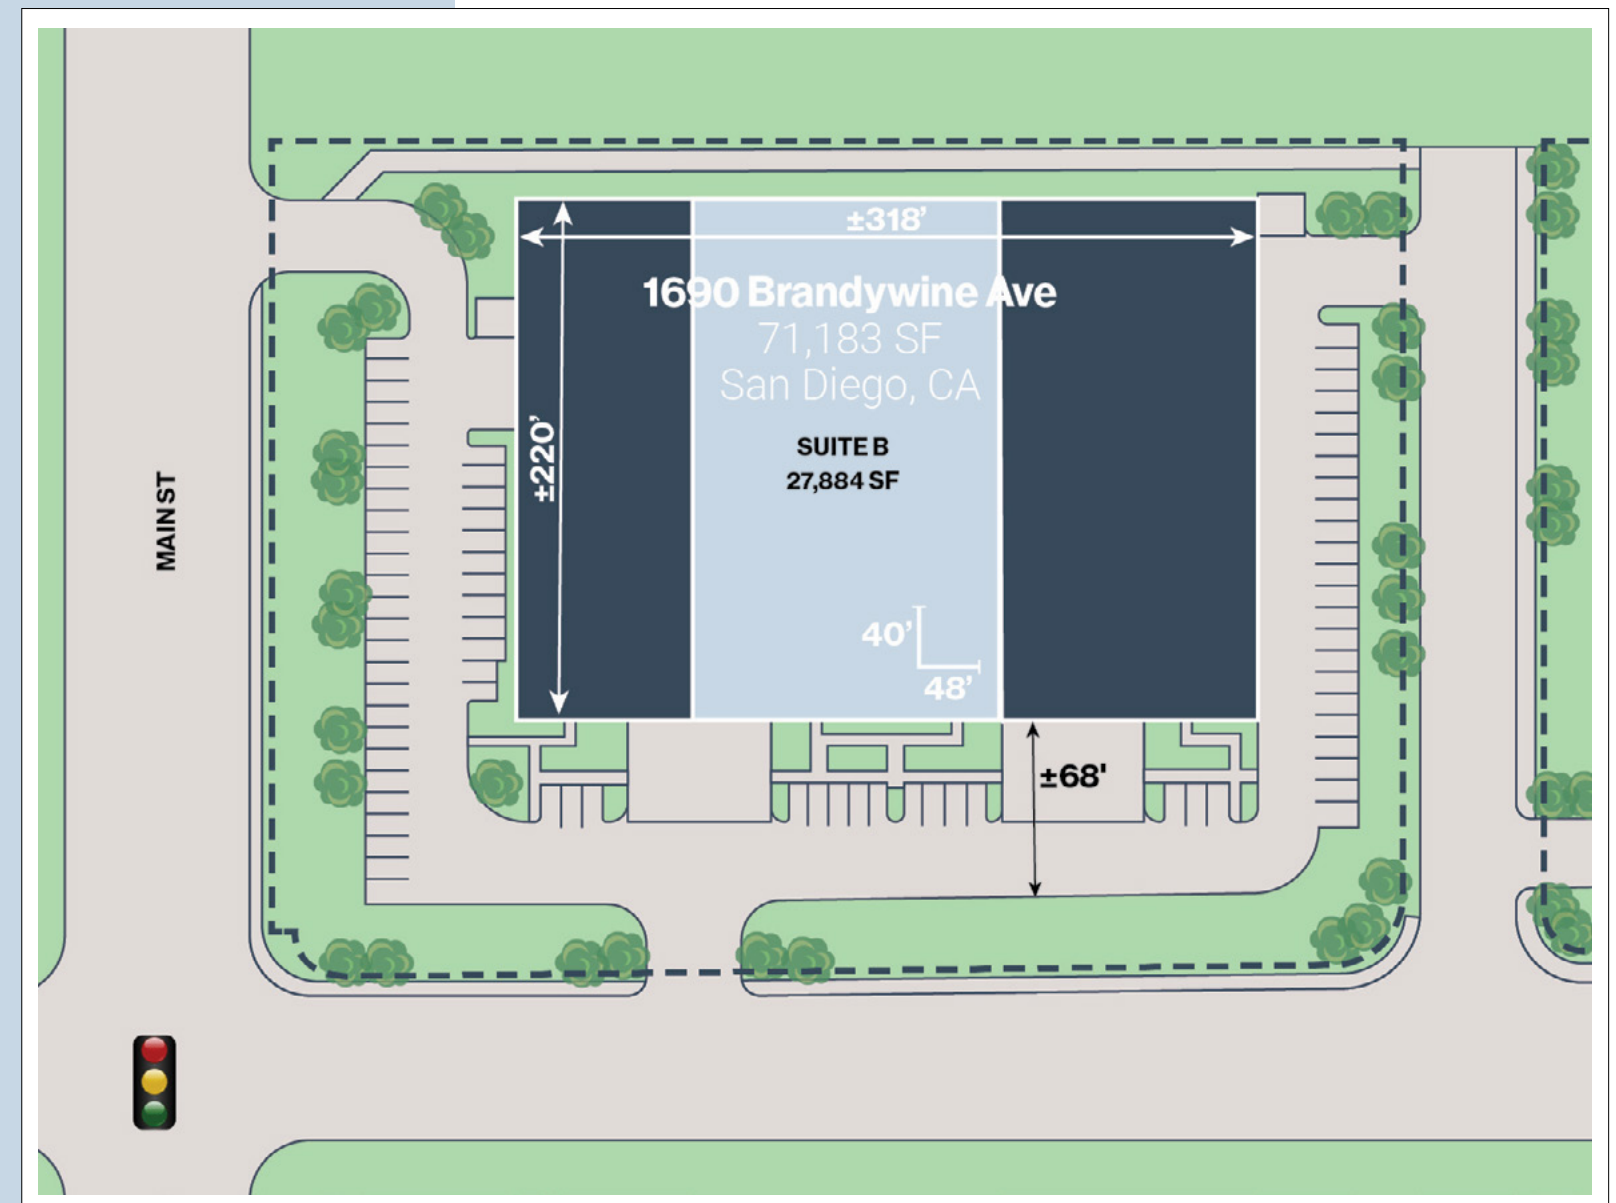 ±318’
1690 Brandywine Ave
71,183 SF
San Diego, CA
SUITE B
27,884 SF
±220’
MAIN ST
40’
48’
±68'